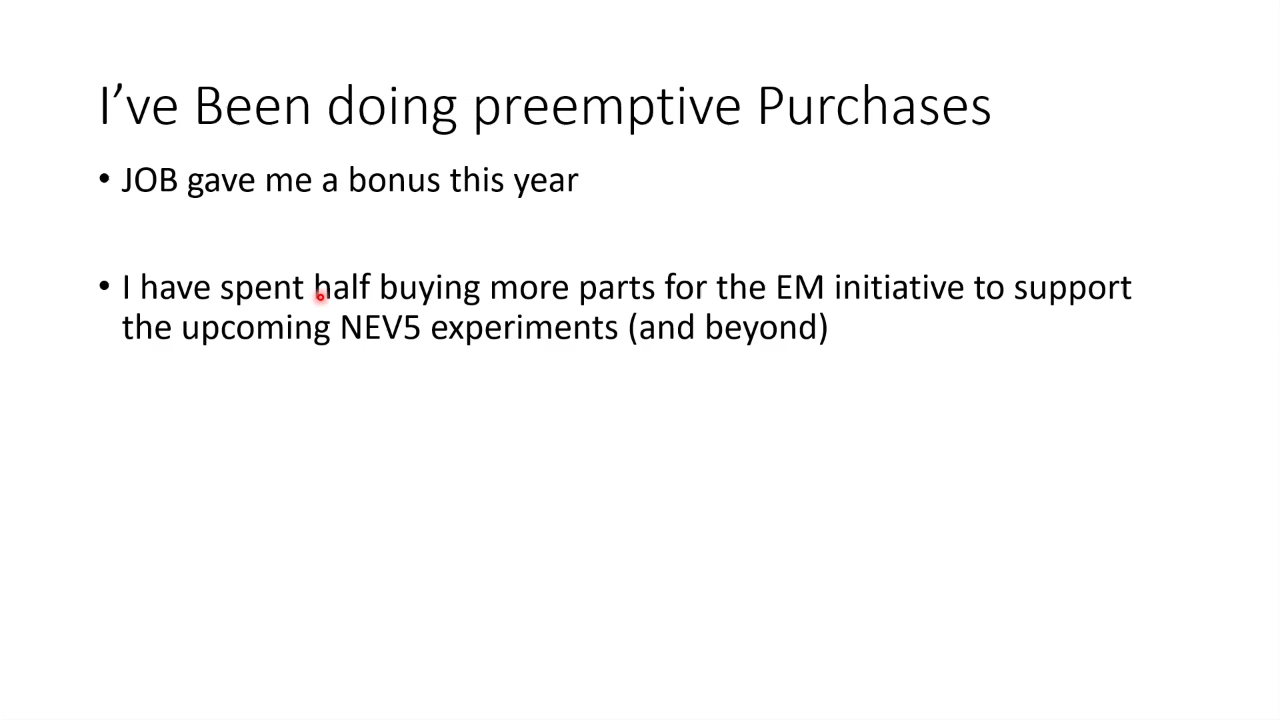 I’ve Been doing preemptive Purchases
• JOB gave me a bonus this year
• I have spent half buying more parts for the EM initiative to support
the upcoming NEV5 experiments (and beyond)